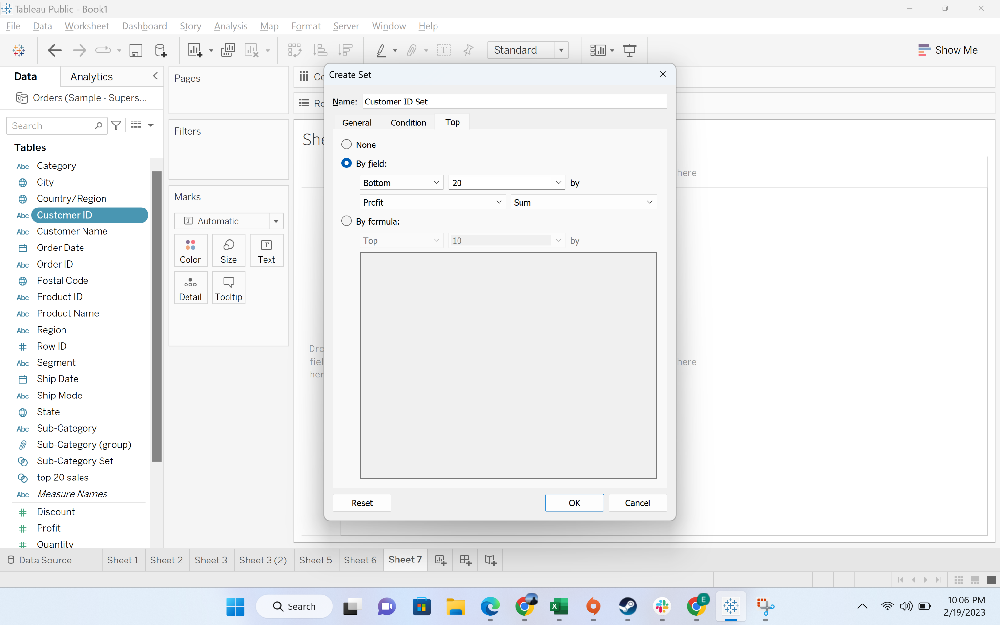 Tableau Public - Book1
File Data Worksheet Dashboard Story Analysis Map Format Server Window Help
Standard
Show Me
Data
Analytics
Orders (Sample - Supers...
Search
Tables
Abc Category
City
Country/Region
Abc Customer ID
Abc Customer Name
Order Date
Abc Order ID
Postal Code
Abc Product ID
Abc Product Name
Abc Region
# Row ID
Abc Segment
Ship Date
Abc Ship Mode
State
Abc Sub-Category
Sub-Category (group)
Sub-Category Set
top 20 sales
Abc Measure Names
# Discount
# Profit
# Quantity
Pages
Filters
Marks
Automatic
Color
Size
Text
Detail
Tooltip
Co
Ro
She
here
Dro
fiel
her
here
Create Set
Name: Customer ID Set
General
Condition
Top
None
By field:
Bottom
20
by
Profit
Sum
By formula:
Top
10
by
Reset
OK
Cancel
Data Source
Sheet 1
Sheet 2
Sheet 3
Sheet 3 (2)
Sheet 5
Sheet 6
Sheet 7
Search
E
10:06 PM
2/19/2023